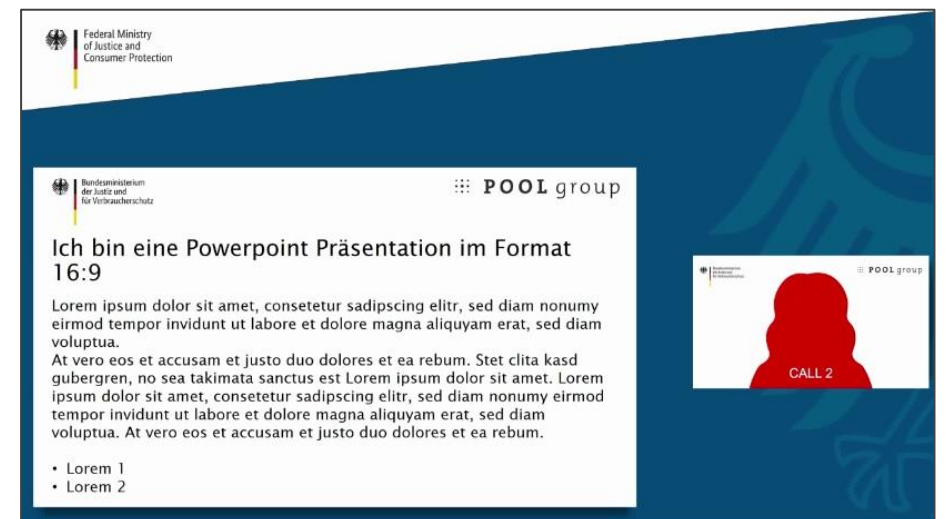 Federal Ministry
of Justice and
Consumer Protection
Bundesministerium
der Justiz und
für Verbraucherschutz
POOL group
Ich bin eine Powerpoint Präsentation im Format
16:9
Lorem ipsum dolor sit amet, consetetur sadipscing elitr, sed diam nonumy
eirmod tempor invidunt ut labore et dolore magna aliquyam erat, sed diam
voluptua.
At vero eos et accusam et justo duo dolores et ea rebum. Stet clita kasd
gubergren, no sea takimata sanctus est Lorem ipsum dolor sit amet. Lorem
ipsum dolor sit amet, consetetur sadipscing elitr, sed diam nonumy eirmod
tempor invidunt ut labore et dolore magna aliquyam erat, sed diam
voluptua. At vero eos et accusam et justo duo dolores et ea rebum.
• Lorem 1
• Lorem 2
POOL group
CALL 2